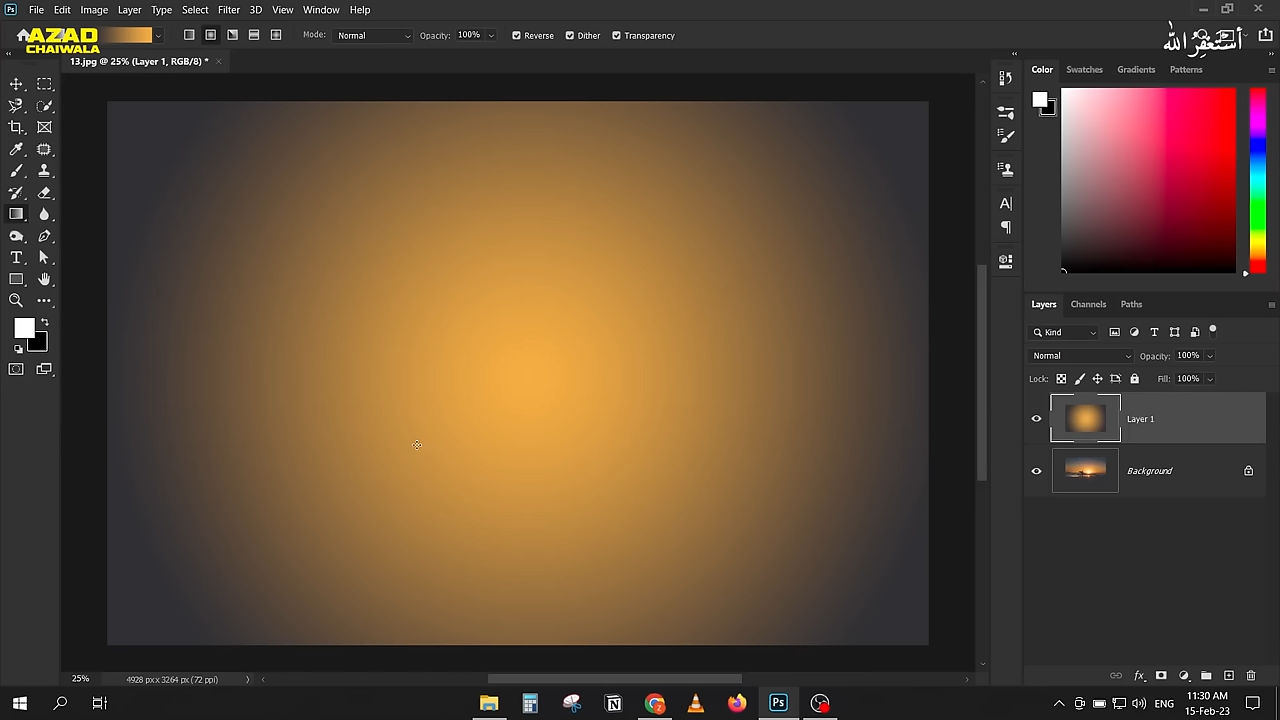 Ps File Edit Image Layer Type Select Filter 3D View Window Help
AZAD
CHAIWALA
Mode: Normal Opacity: 100% Reverse Dither Transparency
أستغفر الله
13.jpg @ 25% (Layer 1, RGB/8) *
Color Swatches Gradients Patterns
Layers Channels Paths
Kind
Normal Opacity: 100%
Lock: Fill: 100%
Layer 1
Background
25% 4928 px x 3264 px (72 ppi)
Ps
ENG
11:30 AM
15-Feb-23